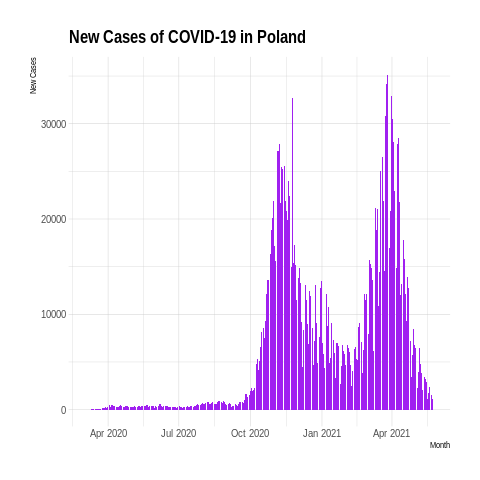 New Cases of COVID-19 in Poland
New Cases
30000
20000
10000
0
Apr 2020 Jul 2020 Oct 2020 Jan 2021 Apr 2021
Month